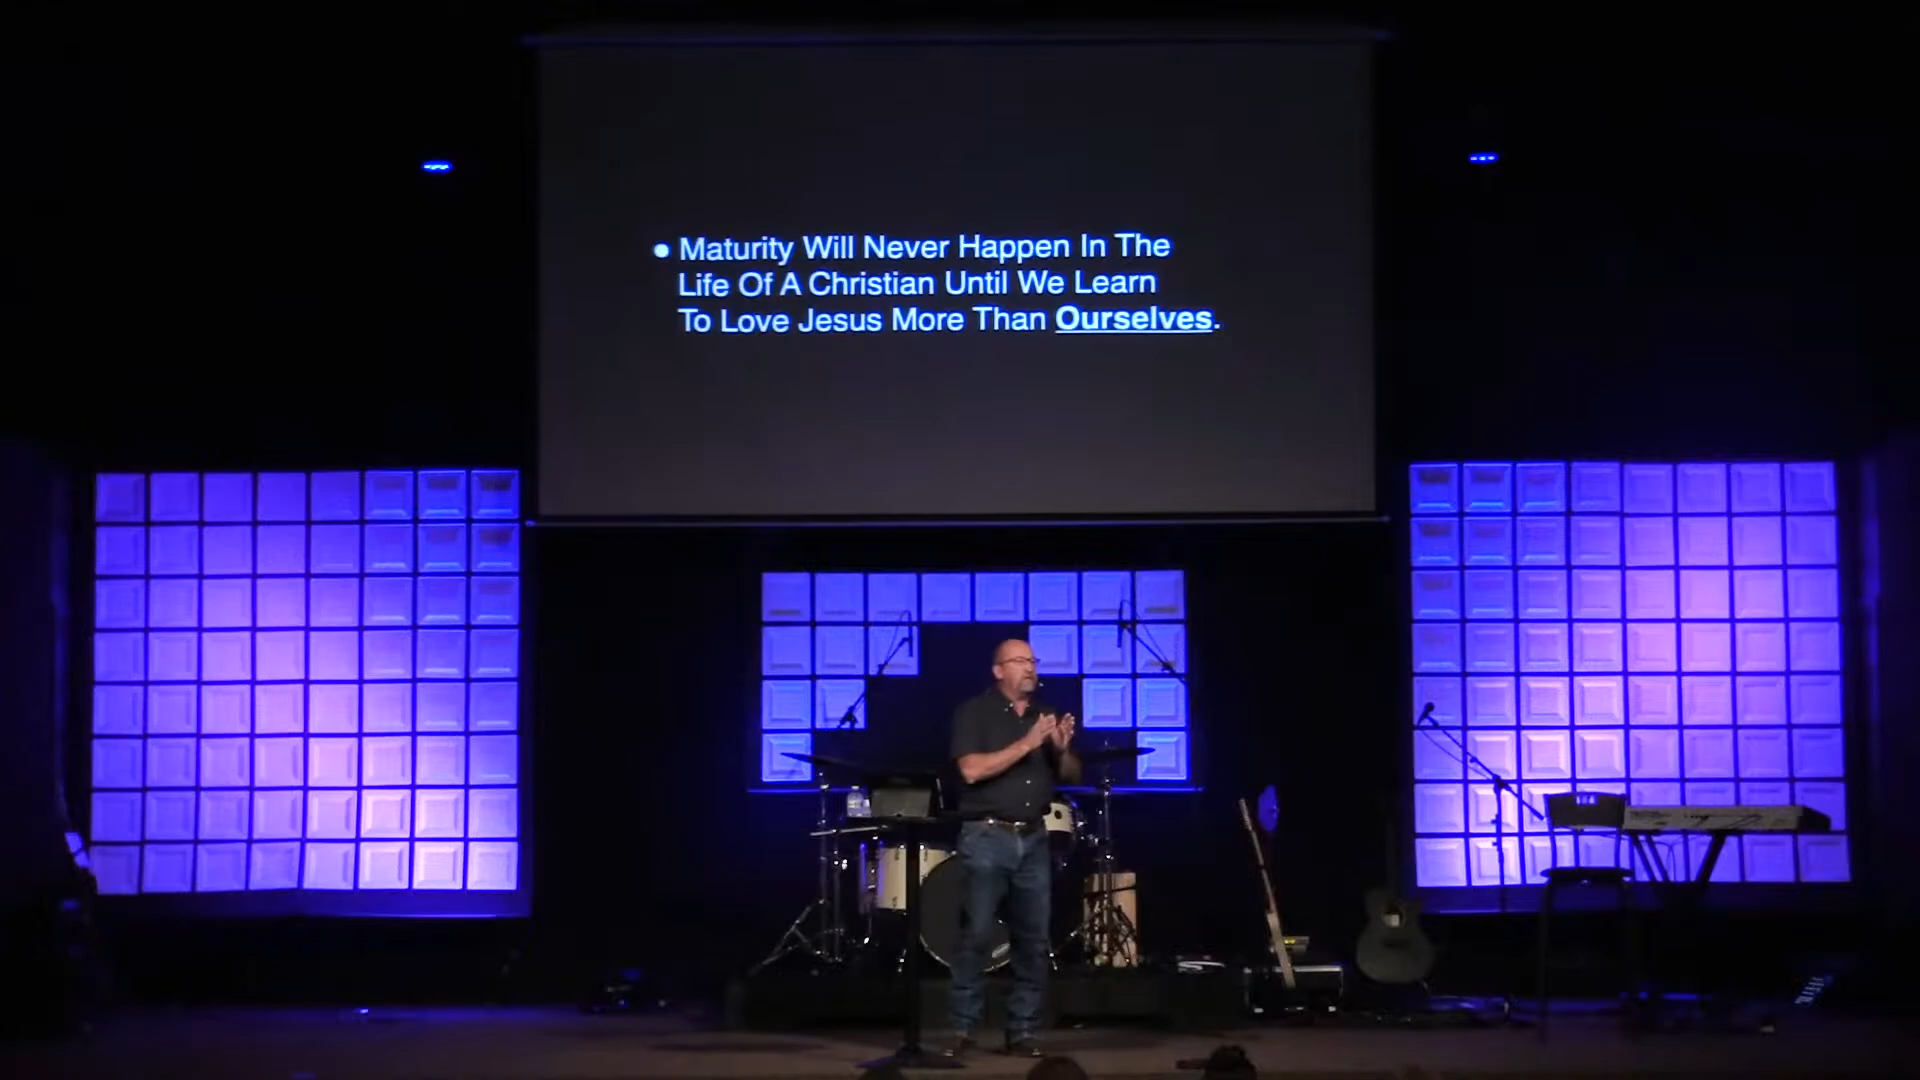 • Maturity Will Never Happen In The
Life Of A Christian Until We Learn
To Love Jesus More Than Ourselves.